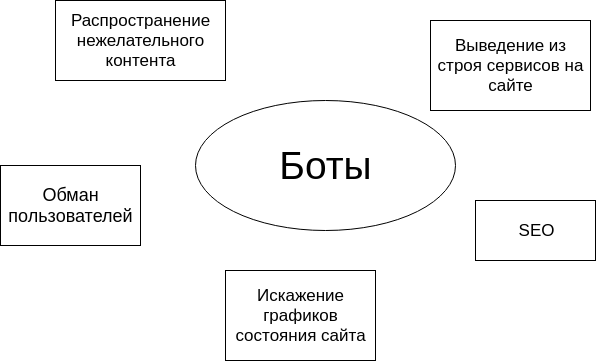 Распространение
нежелательного
контента
Выведение из
строя сервисов на
сайте
Боты
Обман
пользователей
SEO
Искажение
графиков
состояния сайта